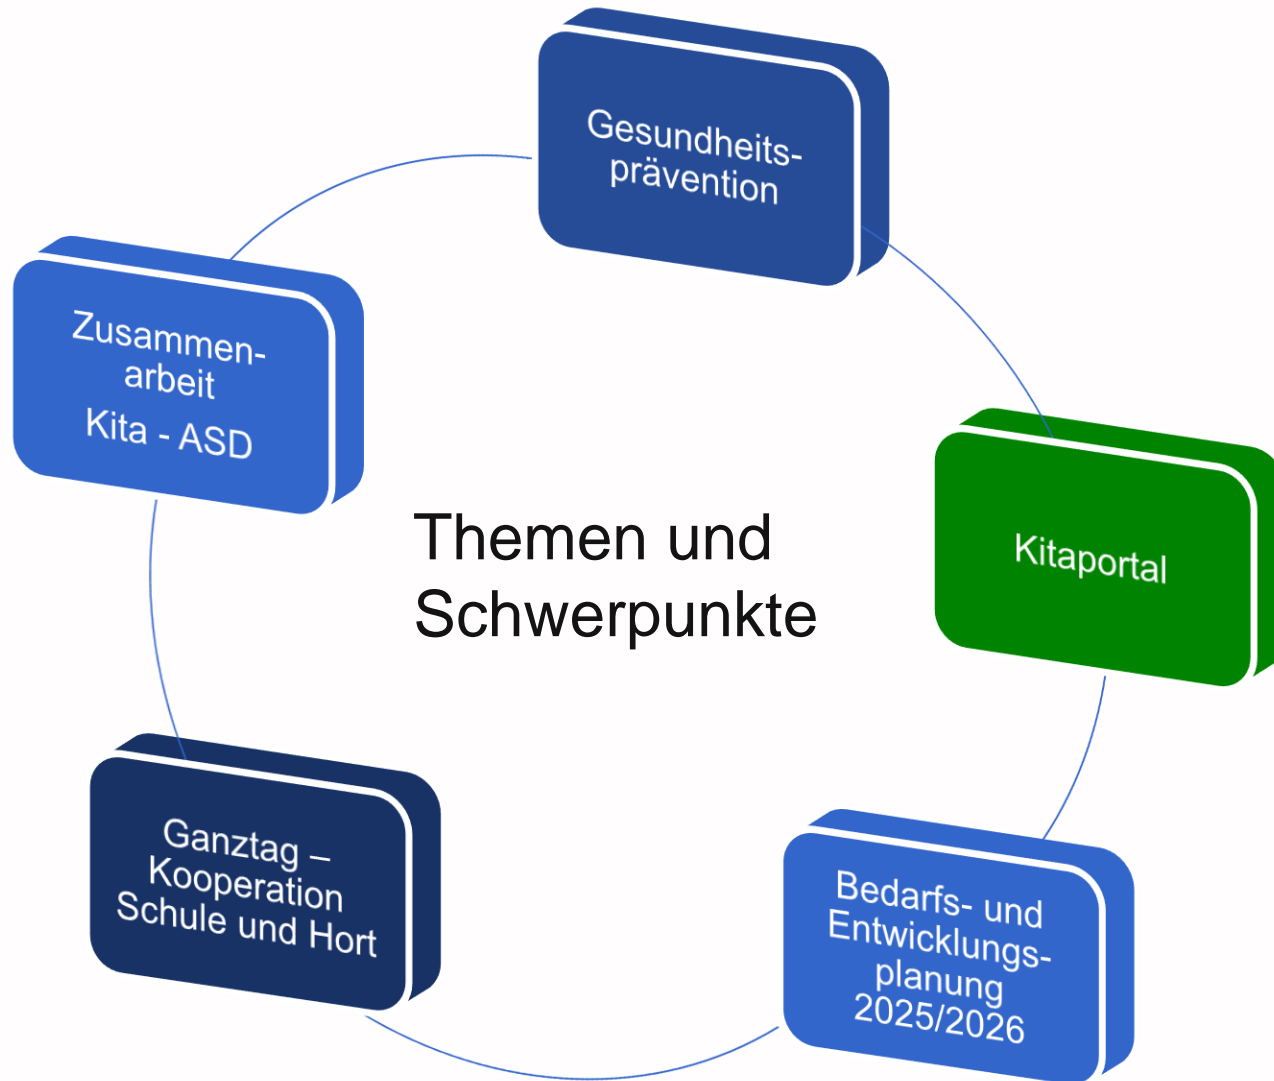 Gesundheits-
prävention
Zusammen-
arbeit
Kita - ASD
Themen und
Schwerpunkte
Kitaportal
Ganztag –
Kooperation
Schule und Hort
Bedarfs- und
Entwicklungs-
planung
2025/2026